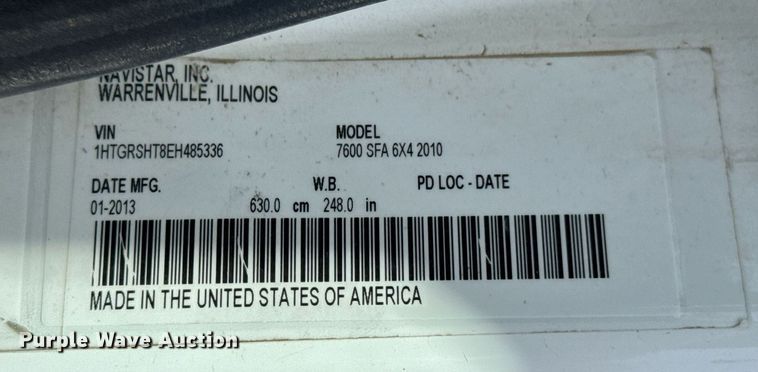 NAVISTAR, INC.
WARRENVILLE, ILLINOIS
VIN MODEL
1HTGRSHT8EH485336 7600 SFA 6X4 2010
DATE MFG. W.B. PD LOC - DATE
01-2013 630.0 cm 248.0 in
MADE IN THE UNITED STATES OF AMERICA
Purple Wave Auction